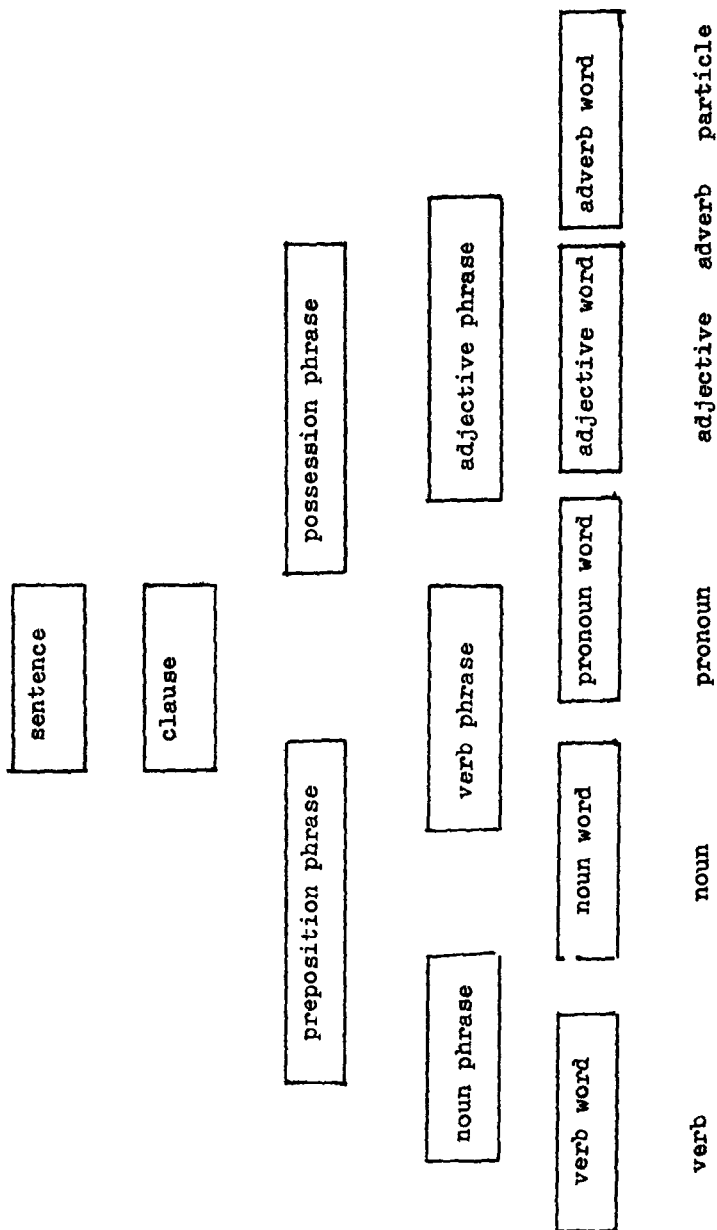 sentence
clause
preposition phrase possession phrase
noun phrase verb phrase adjective phrase
verb word noun word pronoun word adjective word adverb word
verb noun pronoun adjective adverb particle